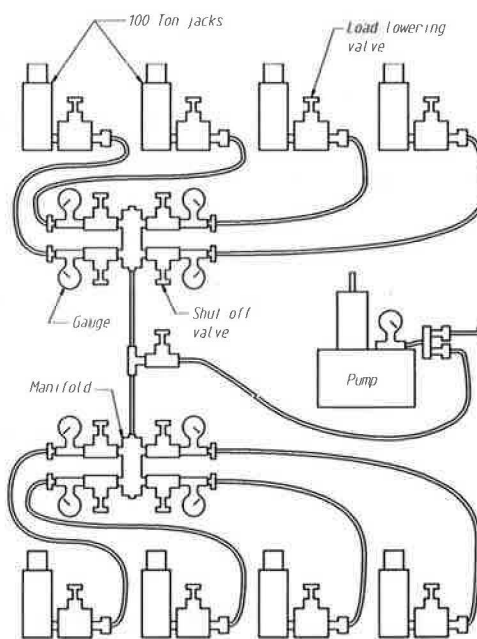 100 Ton jacks
Load lowering
valve
Gauge
Shut off
valve
Manifold
Pump